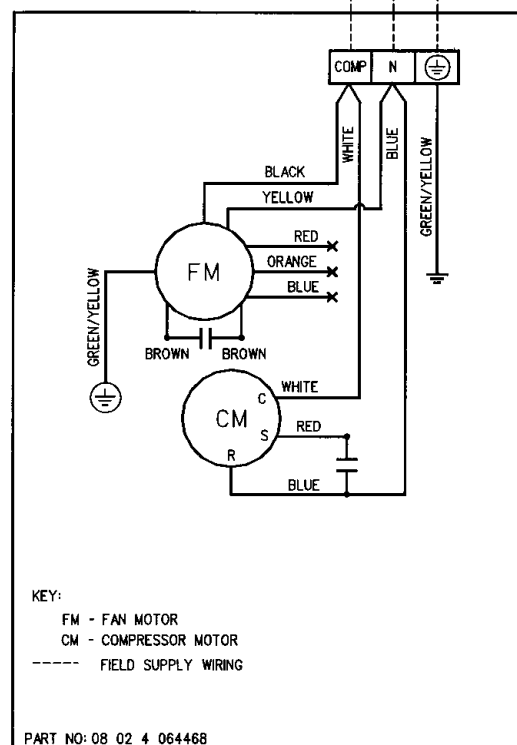 COMP N
WHITE
BLUE
GREEN/YELLOW
BLACK
YELLOW
RED
FM
ORANGE
BLUE
GREEN/YELLOW
BROWN BROWN
WHITE
C
CM
RED
S
R
BLUE
KEY:
FM - FAN MOTOR
CM - COMPRESSOR MOTOR
----- FIELD SUPPLY WIRING
PART NO: 08 02 4 064468